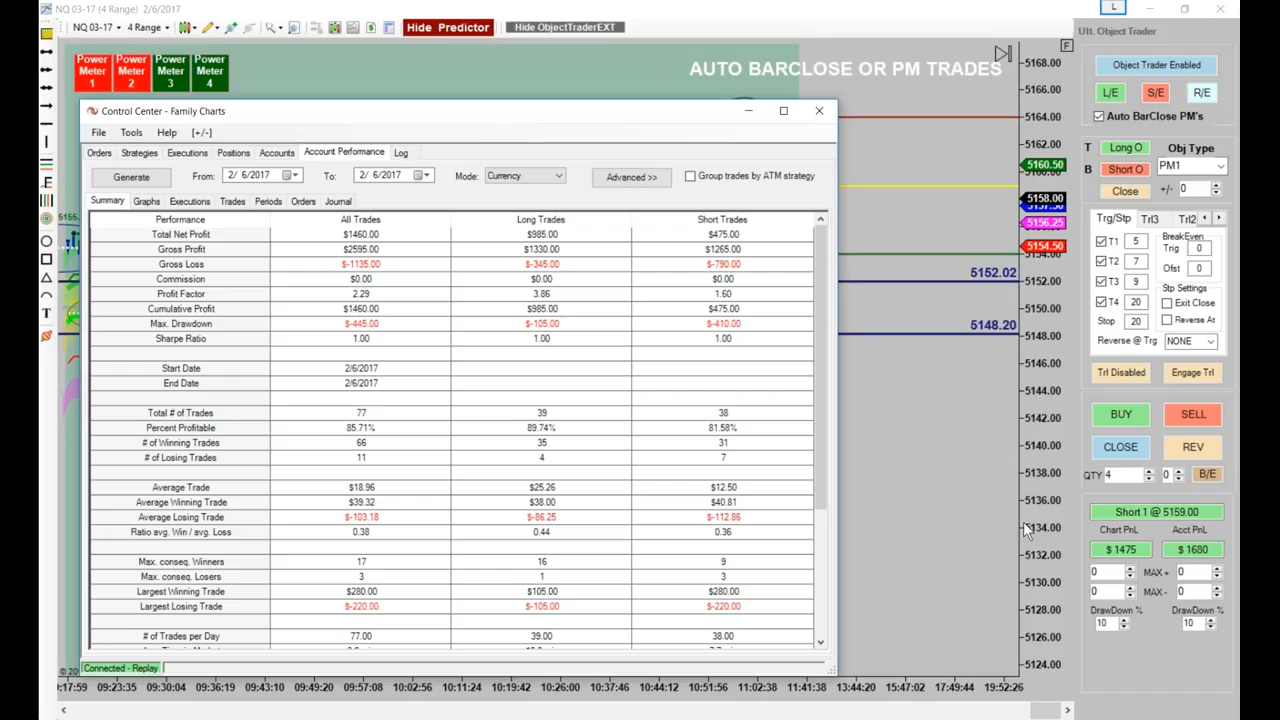 NQ 03-17 (4 Range) 2/6/2017
L
NQ 03-17 4 Range Hide Predictor Hide ObjectTraderEXT
Ult. Object Trader
F
Power Meter 1
Power Meter 2
Power Meter 3
Power Meter 4
AUTO BARCLOSE OR PM TRADES
Control Center - Family Charts
File Tools Help [+/-]
Orders Strategies Executions Positions Accounts Account Performance Log
Generate From: 2/ 6/2017 To: 2/ 6/2017 Mode: Currency Advanced >> Group trades by ATM strategy
Summary Graphs Executions Trades Periods Orders Journal
Performance All Trades Long Trades Short Trades
Total Net Profit $1460.00 $985.00 $475.00
Gross Profit $2595.00 $1330.00 $1265.00
Gross Loss $-1135.00 $-345.00 $-790.00
Commission $0.00 $0.00 $0.00
Profit Factor 2.29 3.86 1.60
Cumulative Profit $1460.00 $985.00 $475.00
Max. Drawdown $-445.00 $-105.00 $-410.00
Sharpe Ratio 1.00 1.00 1.00
Start Date 2/6/2017
End Date 2/6/2017
Total # of Trades 77 39 38
Percent Profitable 85.71% 89.74% 81.58%
# of Winning Trades 66 35 31
# of Losing Trades 11 4 7
Average Trade $18.96 $25.26 $12.50
Average Winning Trade $39.32 $38.00 $40.81
Average Losing Trade $-103.18 $-86.25 $-112.86
Ratio avg. Win / avg. Loss 0.38 0.44 0.36
Max. conseq. Winners 17 16 9
Max. conseq. Losers 3 1 3
Largest Winning Trade $280.00 $105.00 $280.00
Largest Losing Trade $-220.00 $-105.00 $-220.00
# of Trades per Day 77.00 39.00 38.00
Connected - Replay
5152.02
5148.20
5168.00
5166.00
5164.00
5162.00
5160.50
5158.00
5156.25
5154.50
5152.00
5150.00
5148.00
5146.00
5144.00
5142.00
5140.00
5138.00
5136.00
5134.00
5132.00
5130.00
5128.00
5126.00
5124.00
Object Trader Enabled
L/E S/E R/E
Auto BarClose PM's
T Long O Obj Type
B Short O PM1
Close +/- 0
Trg/Stp Trl3 Trl2
T1 5 BreakEven
Trig 0
T2 7 Ofst 0
T3 9 Stp Settings
T4 20 Exit Close
Stop 20 Reverse At
Reverse @ Trg NONE
Trl Disabled Engage Trl
BUY SELL
CLOSE REV
QTY 4 0 B/E
Short 1 @ 5159.00
Chart PnL Acct PnL
$ 1475 $ 1680
0 MAX + 0
0 MAX - 0
DrawDown % DrawDown %
10 10
© 20
09:23:35 09:30:04 09:36:19 09:43:10 09:49:20 09:57:08 10:02:56 10:11:24 10:19:42 10:26:00 10:37:46 10:44:12 10:51:56 11:02:38 11:41:38 13:44:20 15:47:02 17:49:44 19:52:26